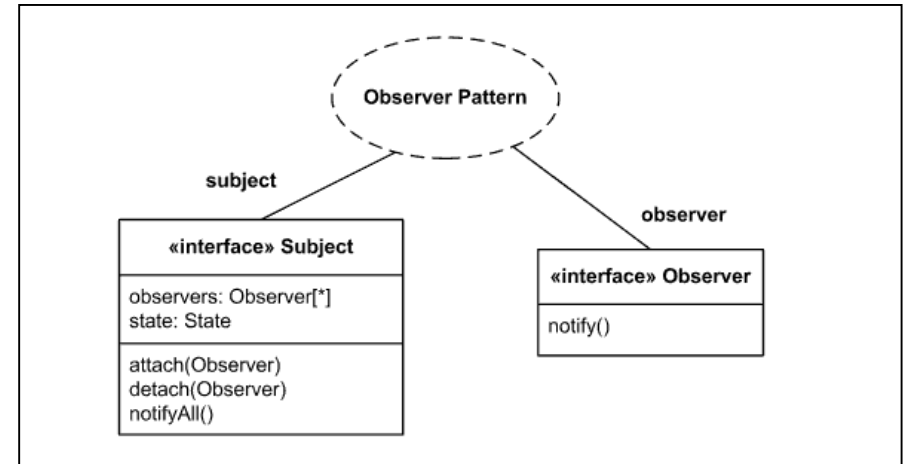 Observer Pattern
subject
observer
«interface» Subject
observers: Observer[*]
state: State
attach(Observer)
detach(Observer)
notifyAll()
«interface» Observer
notify()